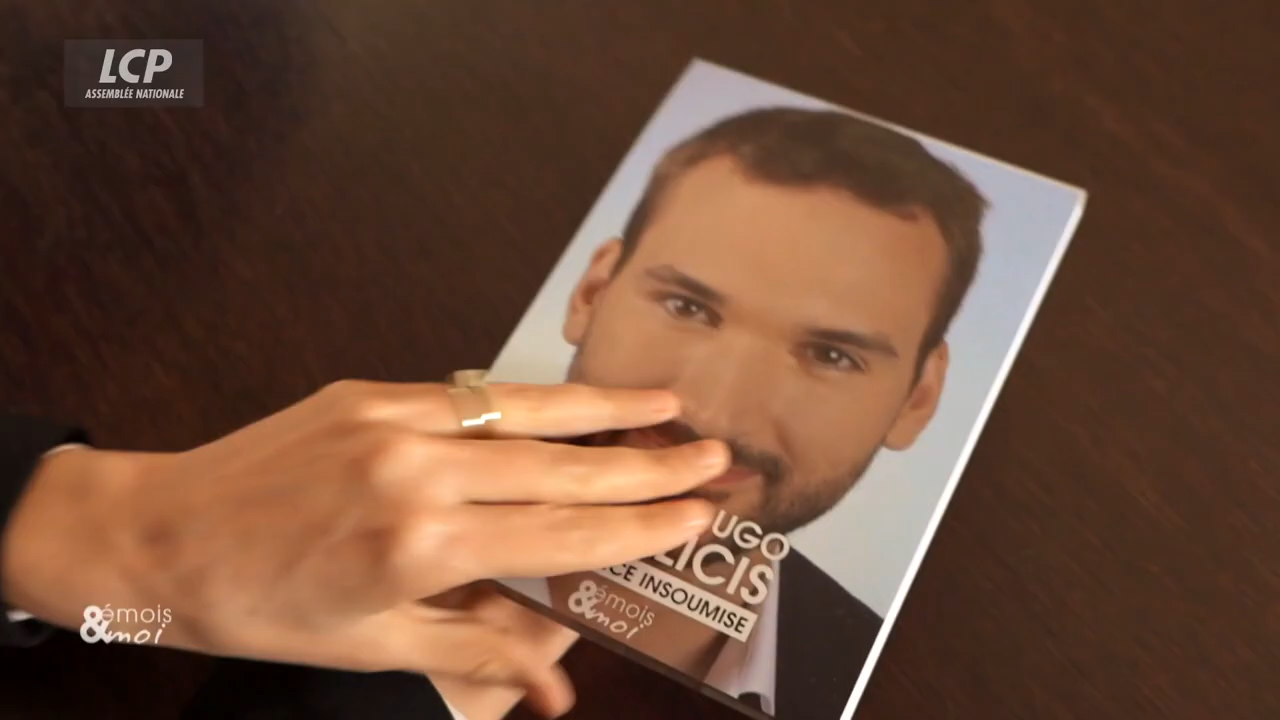 LCP
ASSEMBLÉE NATIONALE
UGO
LICIS
CE INSOUMISE
émois
&moi
émois
&moi